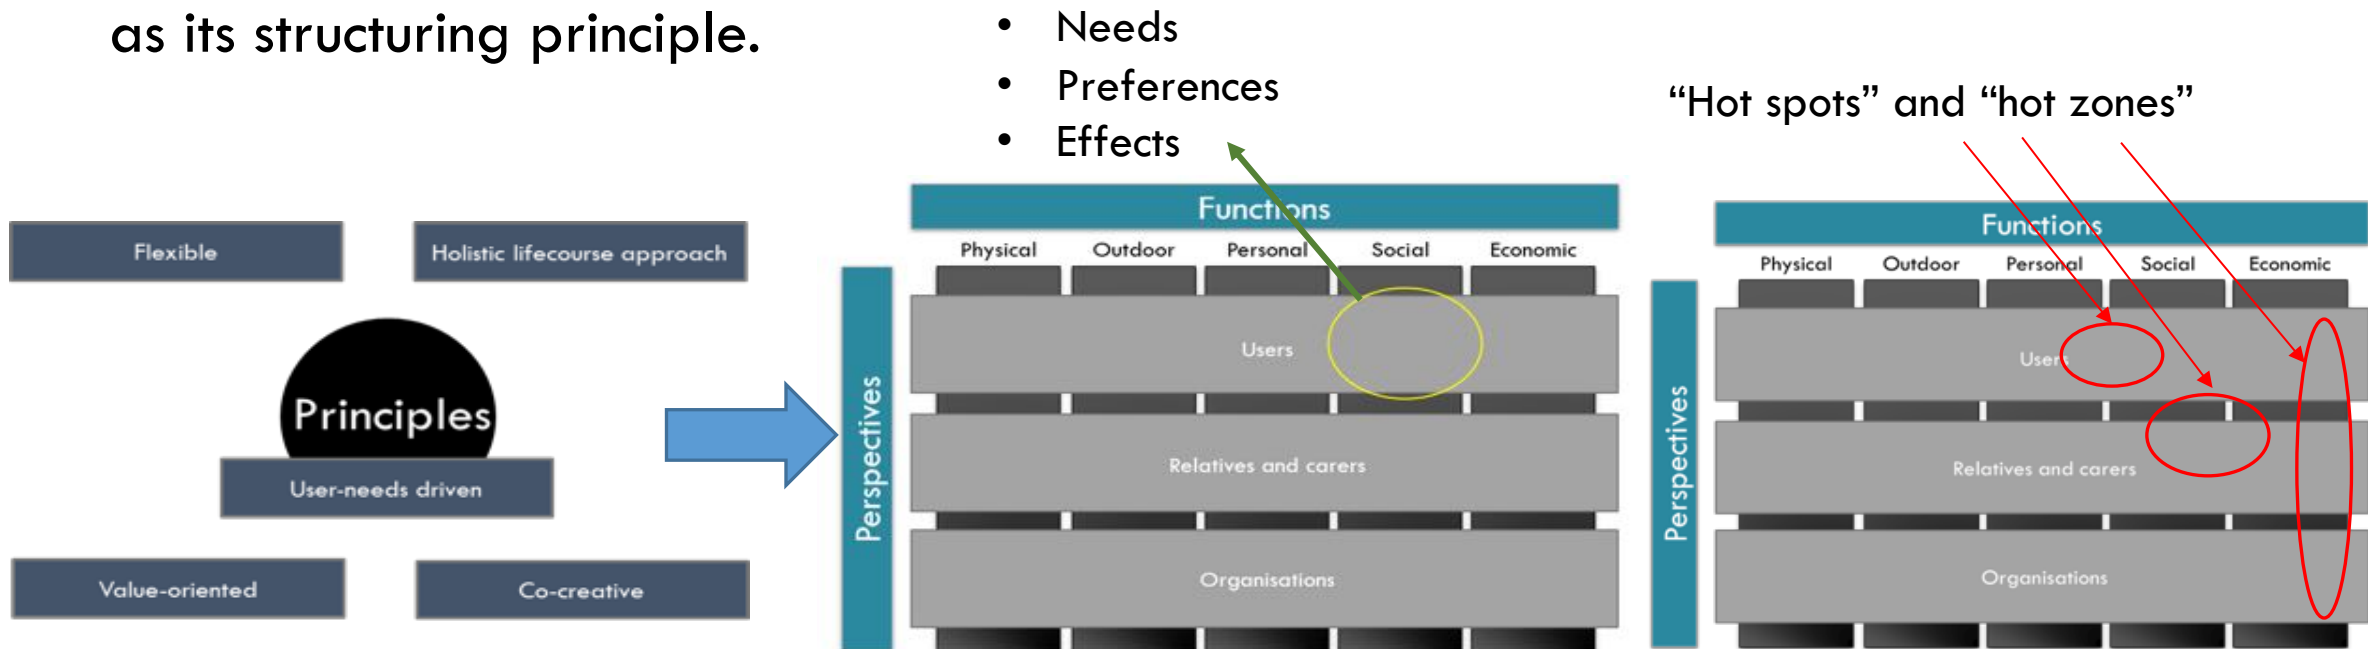 as its structuring principle.
• Needs
• Preferences
• Effects
“Hot spots” and “hot zones”
Flexible
Holistic lifecourse approach
Principles
User-needs driven
Value-oriented
Co-creative
Functions
Physical Outdoor Personal Social Economic
Perspectives
Users
Relatives and carers
Organisations
Functions
Physical Outdoor Personal Social Economic
Perspectives
Users
Relatives and carers
Organisations